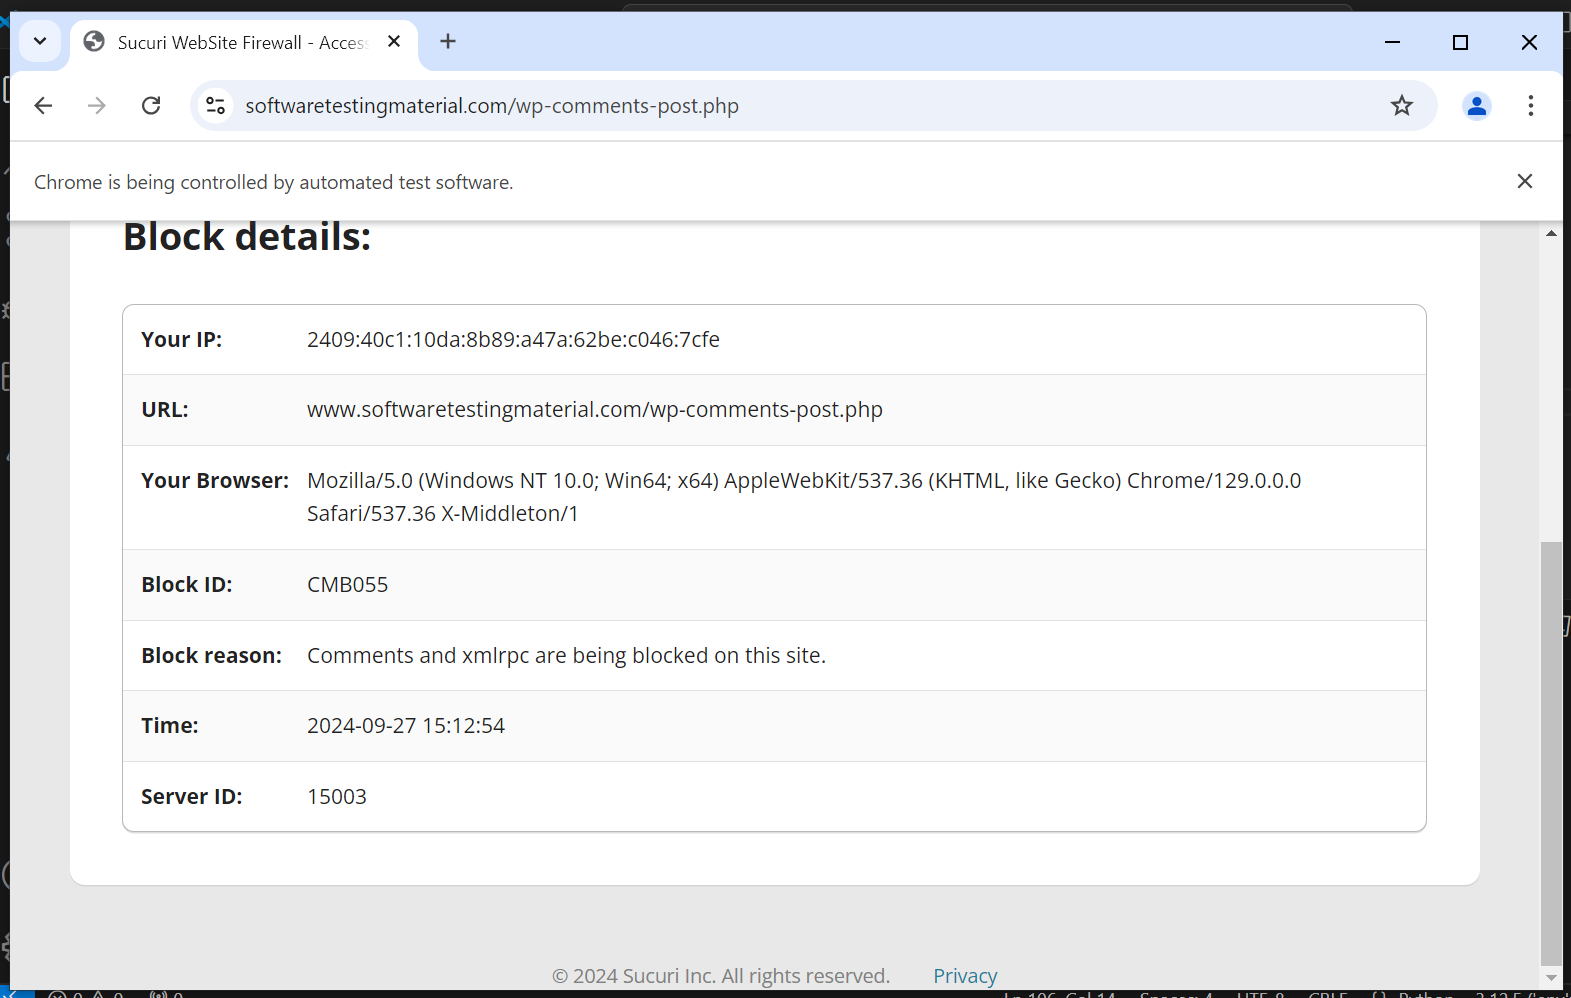 Sucuri WebSite Firewall - Access
softwaretestingmaterial.com/wp-comments-post.php
Chrome is being controlled by automated test software.
Block details:
Your IP: 2409:40c1:10da:8b89:a47a:62be:c046:7cfe
URL: www.softwaretestingmaterial.com/wp-comments-post.php
Your Browser: Mozilla/5.0 (Windows NT 10.0; Win64; x64) AppleWebKit/537.36 (KHTML, like Gecko) Chrome/129.0.0.0
Safari/537.36 X-Middleton/1
Block ID: CMB055
Block reason: Comments and xmlrpc are being blocked on this site.
Time: 2024-09-27 15:12:54
Server ID: 15003
© 2024 Sucuri Inc. All rights reserved. Privacy